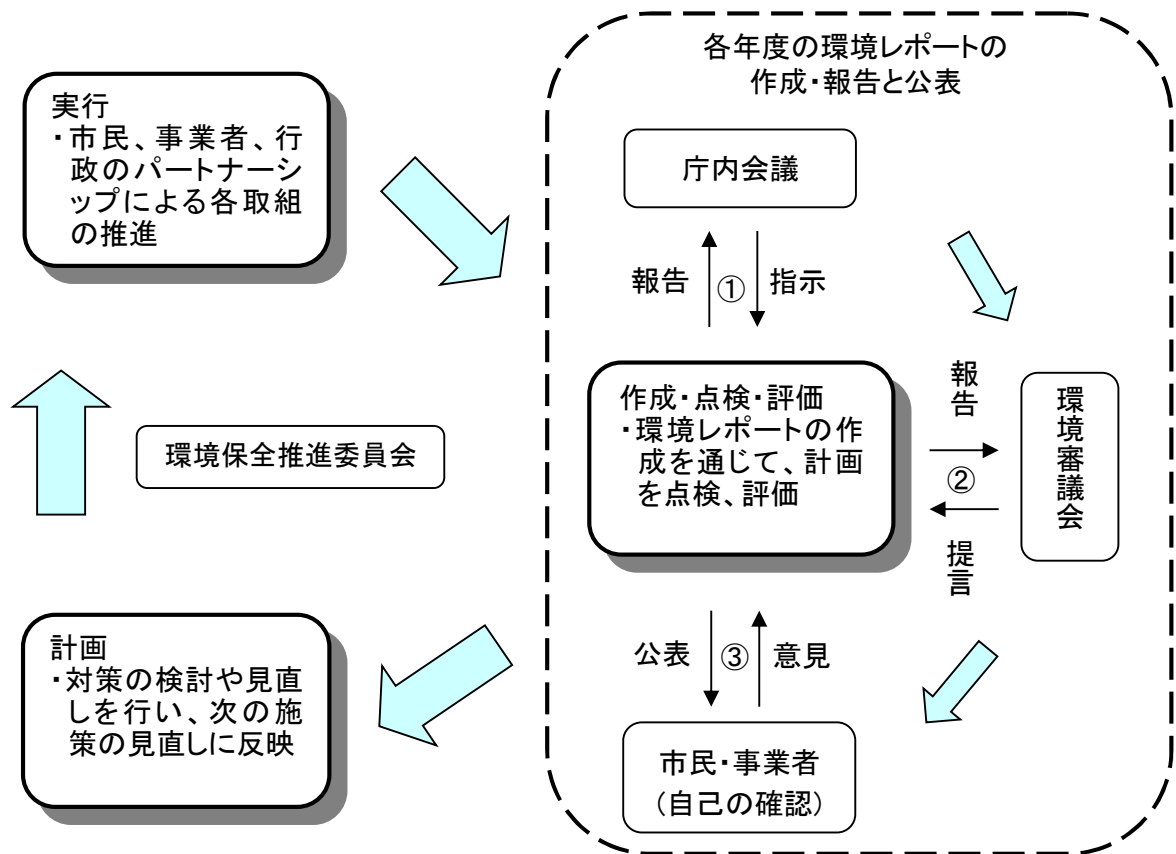 各年度の環境レポートの
作成・報告と公表
実行
・市民、事業者、行
政のパートナーシ
ップによる各取組
の推進
庁内会議
報告
①
指示
作成・点検・評価
・環境レポートの作
成を通じて、計画
を点検、評価
報告
②
提言
環境審議会
環境保全推進委員会
計画
・対策の検討や見直
しを行い、次の施
策の見直しに反映
公表
③
意見
市民・事業者
(自己の確認)